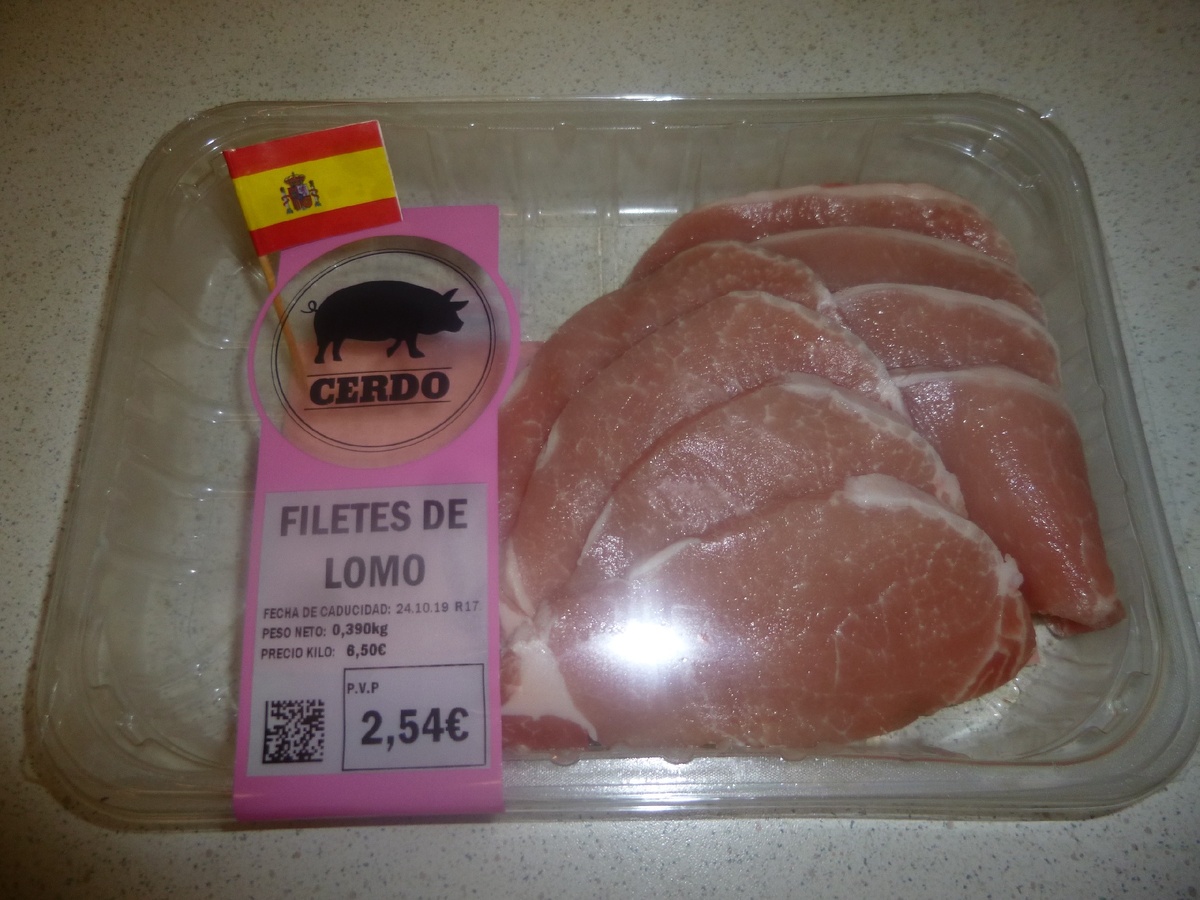 CERDO
FILETES DE
LOMO
FECHA DE CADUCIDAD: 24.10.19 R17
PESO NETO: 0,390kg
PRECIO KILO: 6,50€
P.V.P
2,54€